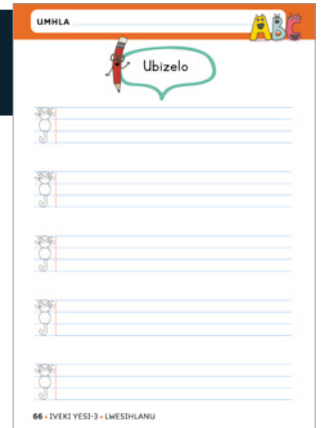 UMHLA
ABC
Ubizelo
66 • IVEKI YESI-3 • LWESIHLANU